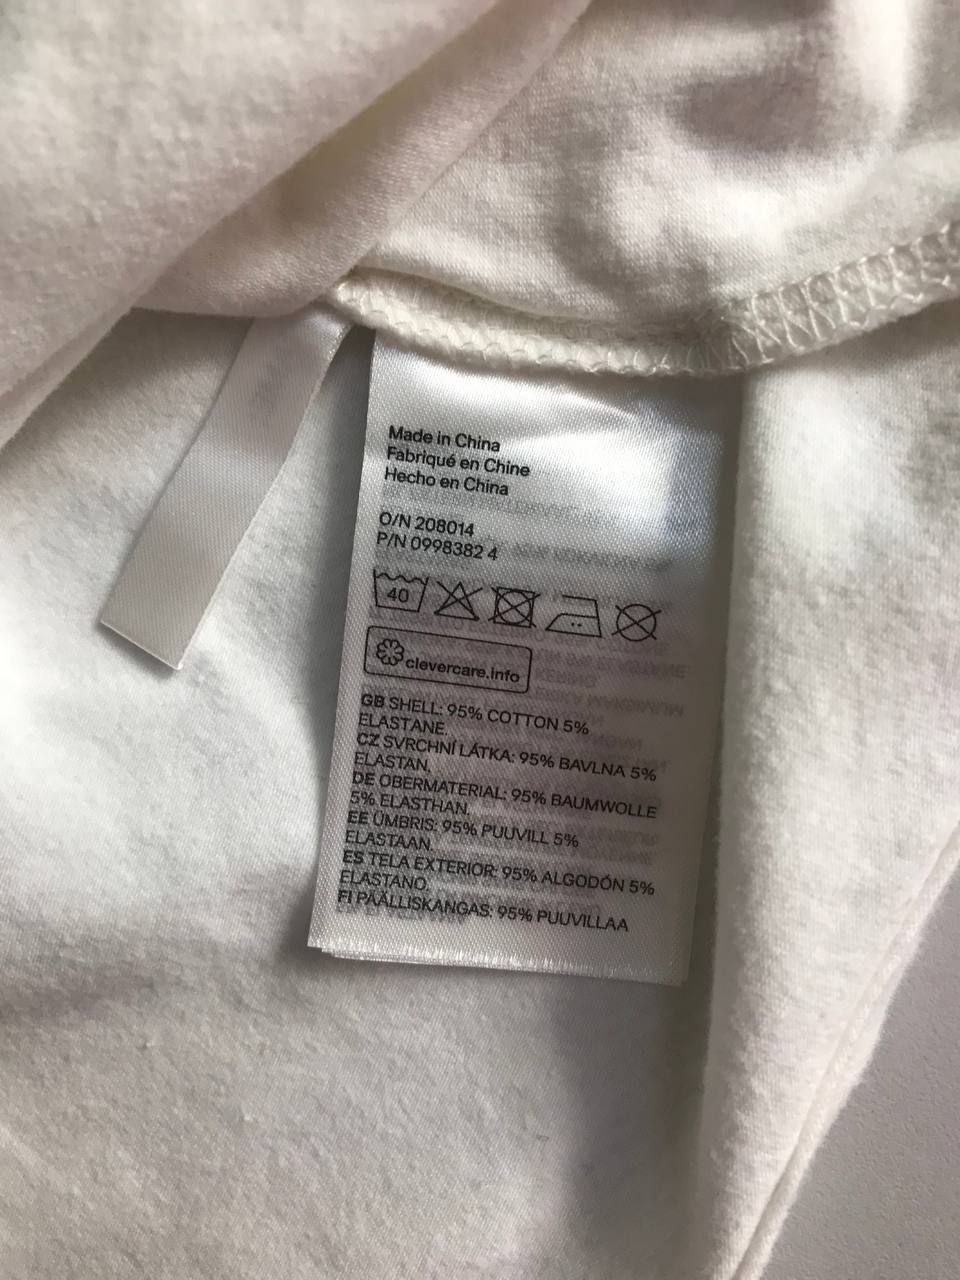 Made in China
Fabriqué en Chine
Hecho en China
O/N 208014
P/N 0998382 4
40
clevercare.info
GB SHELL: 95% COTTON 5%
ELASTANE.
CZ SVRCHNÍ LÁTKA: 95% BAVLNA 5%
ELASTAN.
DE OBERMATERIAL: 95% BAUMWOLLE
5% ELASTHAN.
EE ÜMBRIS: 95% PUUVILL 5%
ELASTAAN.
ES TELA EXTERIOR: 95% ALGODÓN 5%
ELASTANO.
FI PÄÄLLISKANGAS: 95% PUUVILLAA